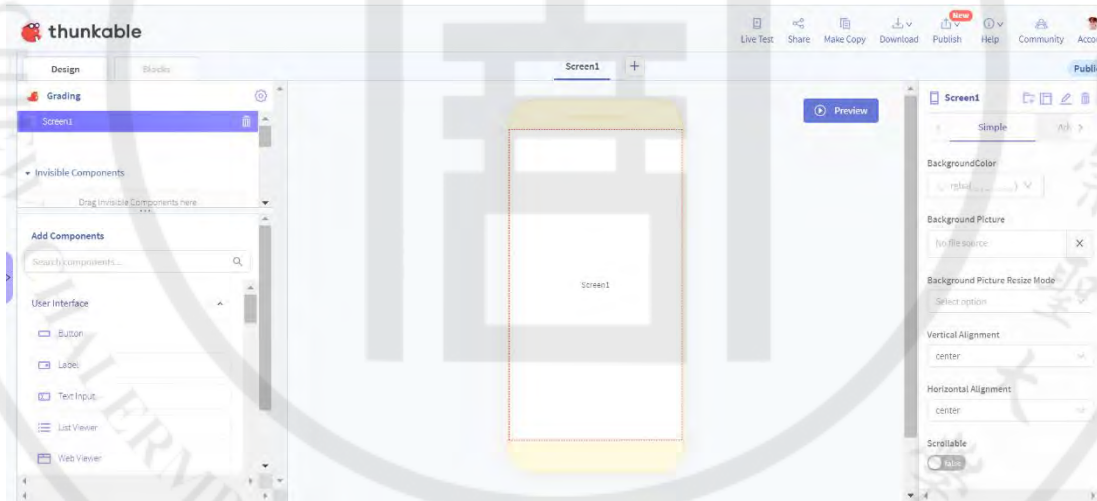 thunkable
New
Live Test Share Make Copy Download Publish Help Community Accou
Design Blocks
Screen1 +
Publi
Grading
Screen1
Invisible Components
Drag Invisible Components here
Add Components
Search components...
User Interface
Button
Label
Text Input
List Viewer
Web Viewer
Preview
Screen1
Screen1
Simple Adv
BackgroundColor
Background Picture
No file source
Background Picture Resize Mode
Select option
Vertical Alignment
center
Horizontal Alignment
center
Scrollable
false